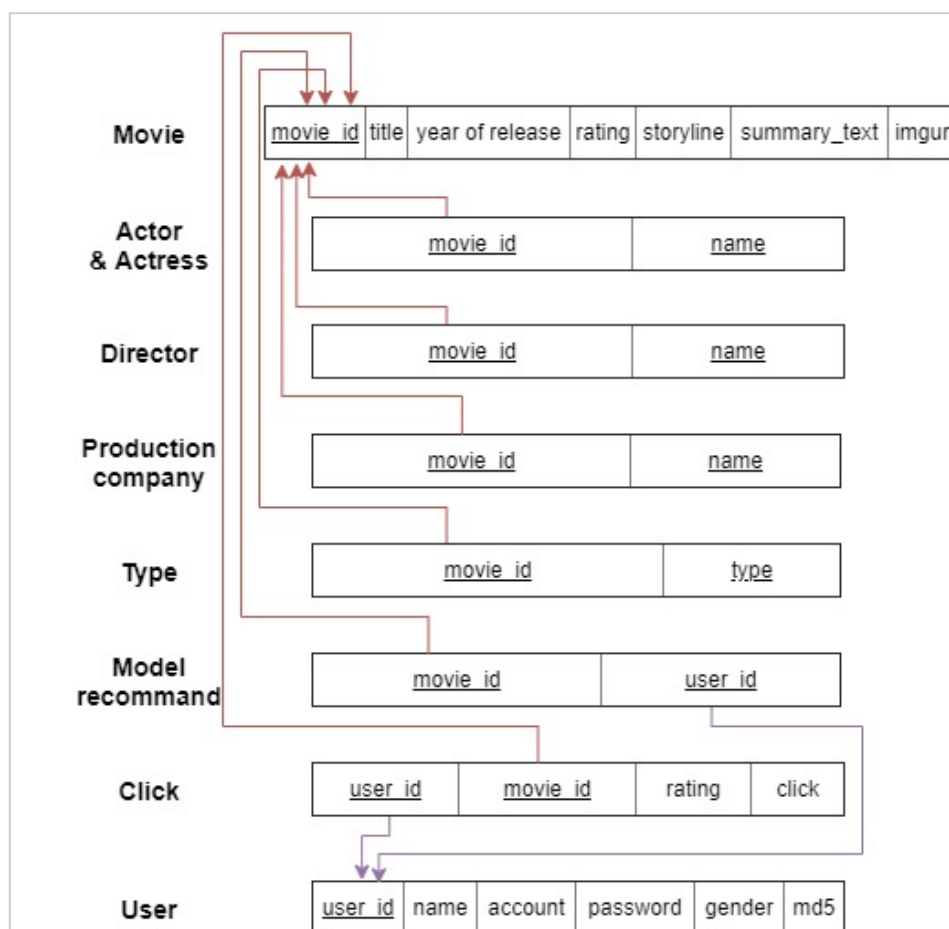 Movie
movie_id title year of release rating storyline summary_text imgur
Actor
& Actress
movie_id name
Director
movie_id name
Production
company
movie_id name
Type
movie_id type
Model
recommand
movie_id user_id
Click
user_id movie_id rating click
User
user_id name account password gender md5